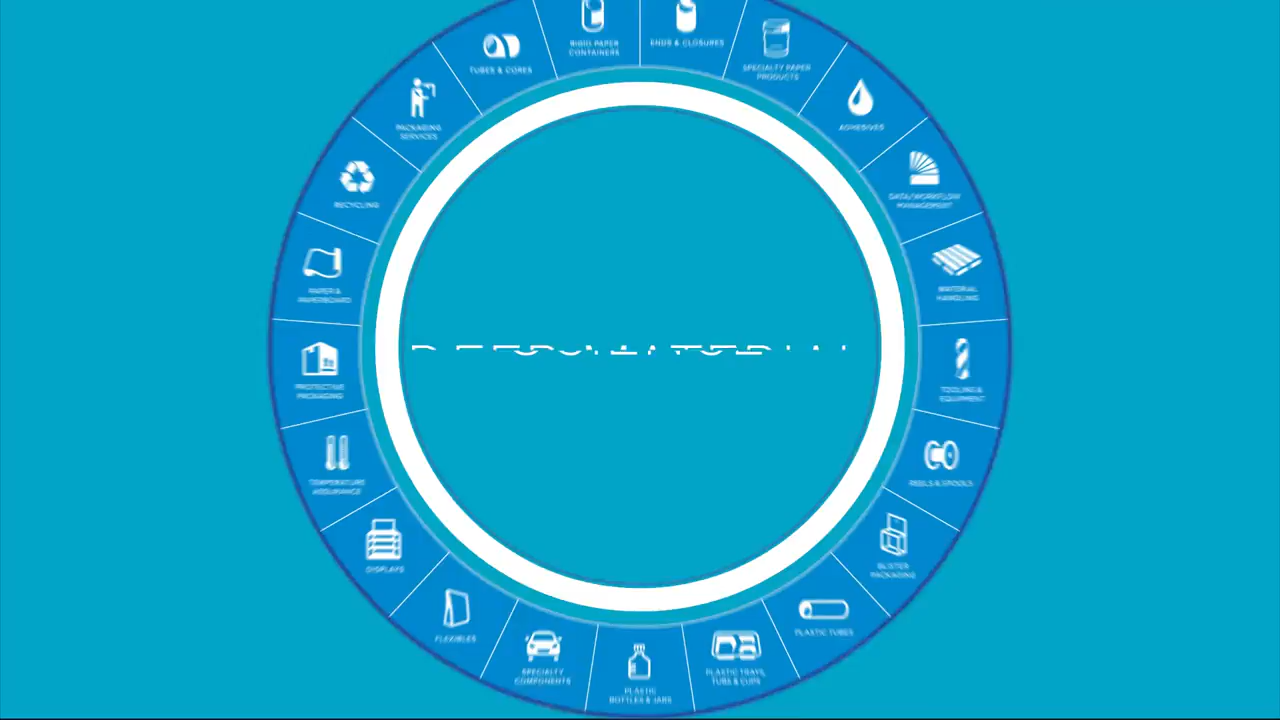 RIGID PAPER
CONTAINERS
ENDS & CLOSURES
SPECIALTY PAPER
PRODUCTS
ADHESIVES
DATA/WORKFLOW
MANAGEMENT
MATERIAL
HANDLING
TOOLING &
EQUIPMENT
REELS & SPOOLS
BLISTER
PACKAGING
PLASTIC TUBES
PLASTIC TRAYS,
TUBS & CUPS
PLASTIC
BOTTLES & JARS
SPECIALTY
COMPONENTS
FLEXIBLES
DISPLAYS
TEMPERATURE
ASSURANCE
PROTECTIVE
PACKAGING
PAPER &
PAPERBOARD
RECYCLING
PACKAGING
SERVICES
TUBES & CORES